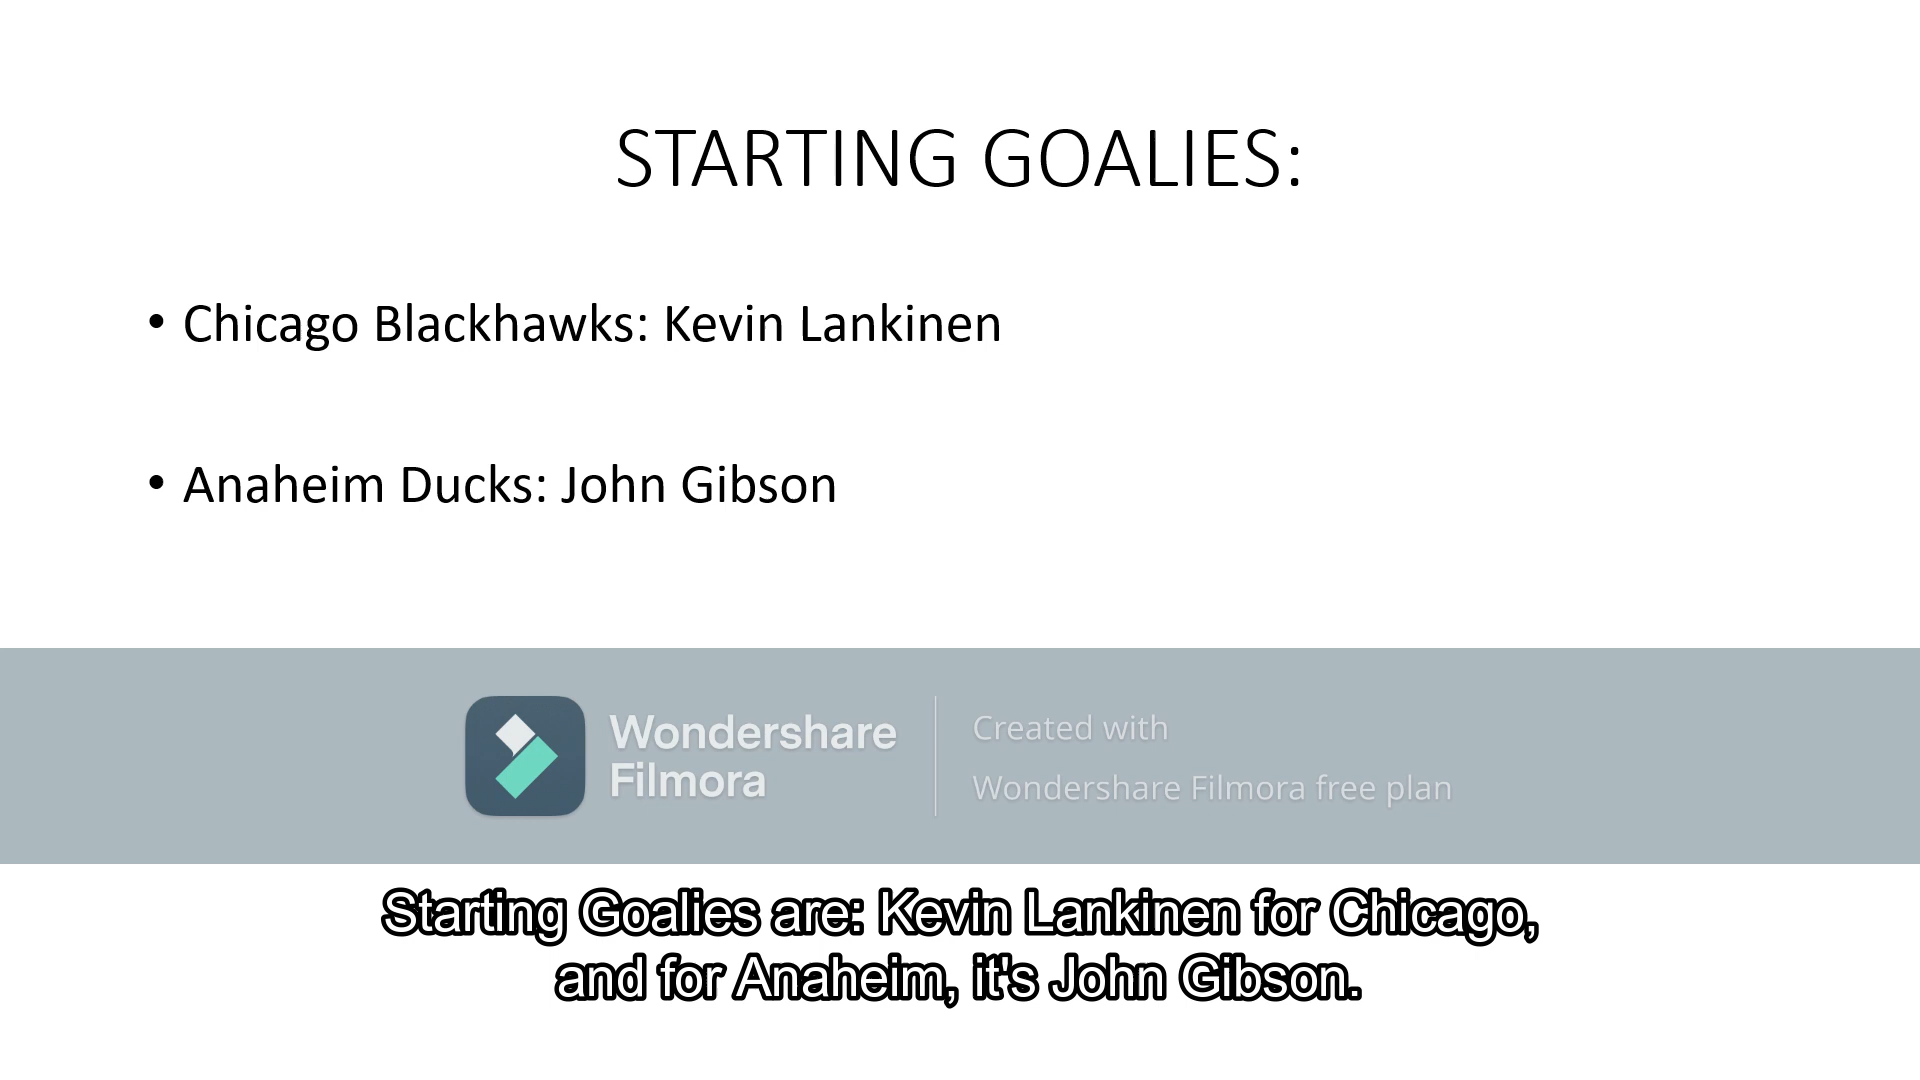 STARTING GOALIES:
• Chicago Blackhawks: Kevin Lankinen
• Anaheim Ducks: John Gibson
Wondershare
Filmora
Created with
Wondershare Filmora free plan
Starting Goalies are: Kevin Lankinen for Chicago,
and for Anaheim, it's John Gibson.